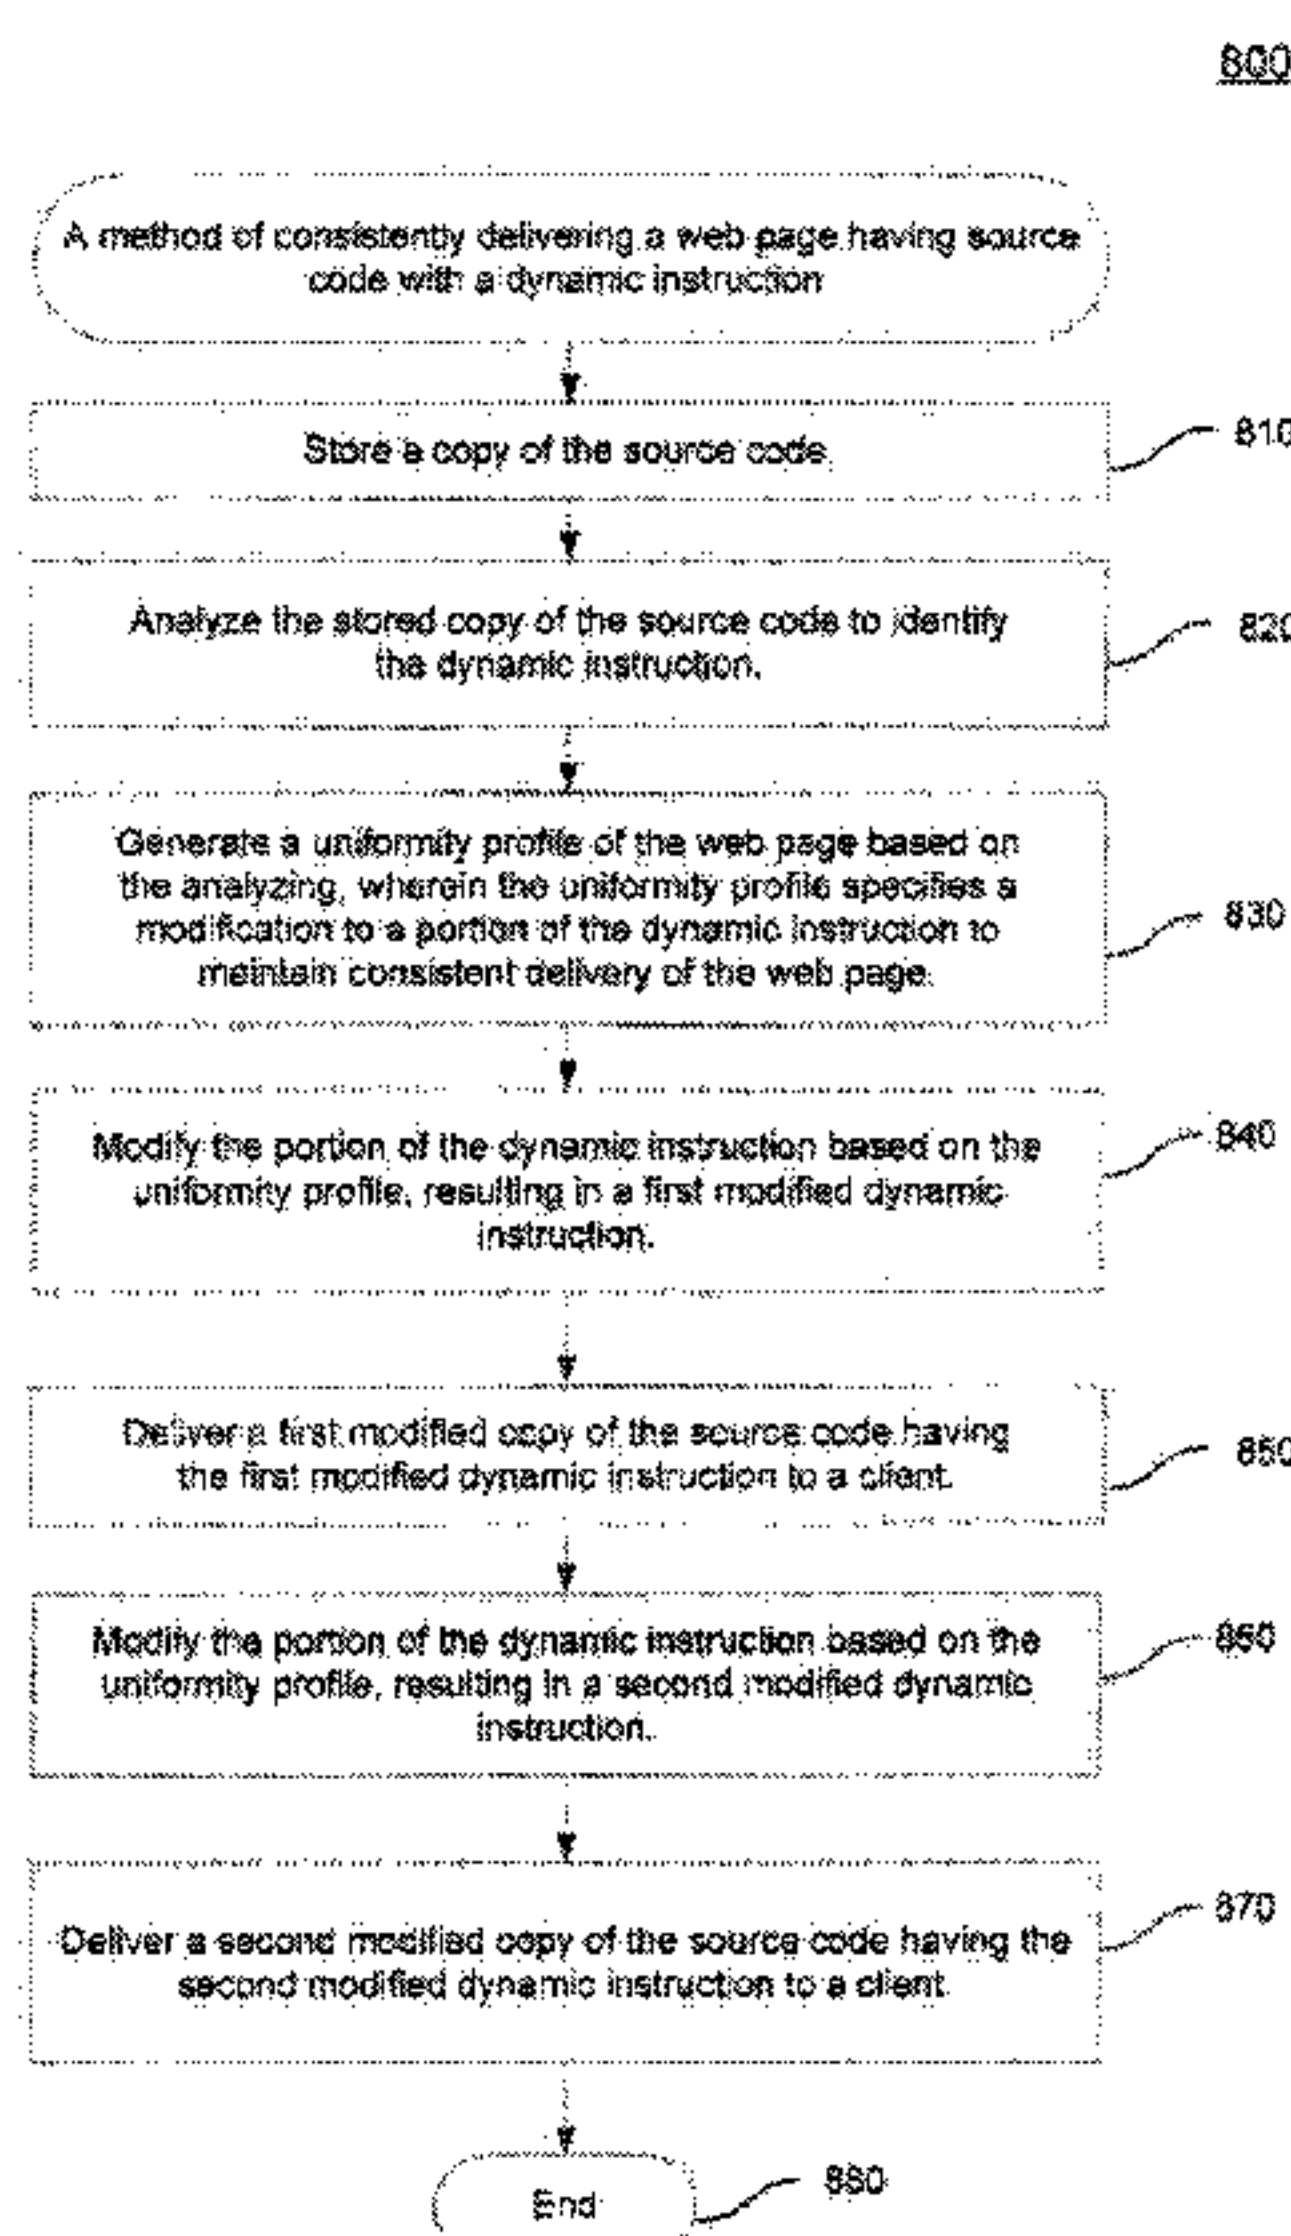 800
A method of consistently delivering a web page having source
code with a dynamic instruction
Store a copy of the source code.
810
Analyze the stored copy of the source code to identify
the dynamic instruction.
820
Generate a uniformity profile of the web page based on
the analyzing, wherein the uniformity profile specifies a
modification to a portion of the dynamic instruction to
maintain consistent delivery of the web page.
830
Modify the portion of the dynamic instruction based on the
uniformity profile, resulting in a first modified dynamic
instruction.
840
Deliver a first modified copy of the source code having
the first modified dynamic instruction to a client.
850
Modify the portion of the dynamic instruction based on the
uniformity profile, resulting in a second modified dynamic
instruction.
860
Deliver a second modified copy of the source code having the
second modified dynamic instruction to a client
870
End
880